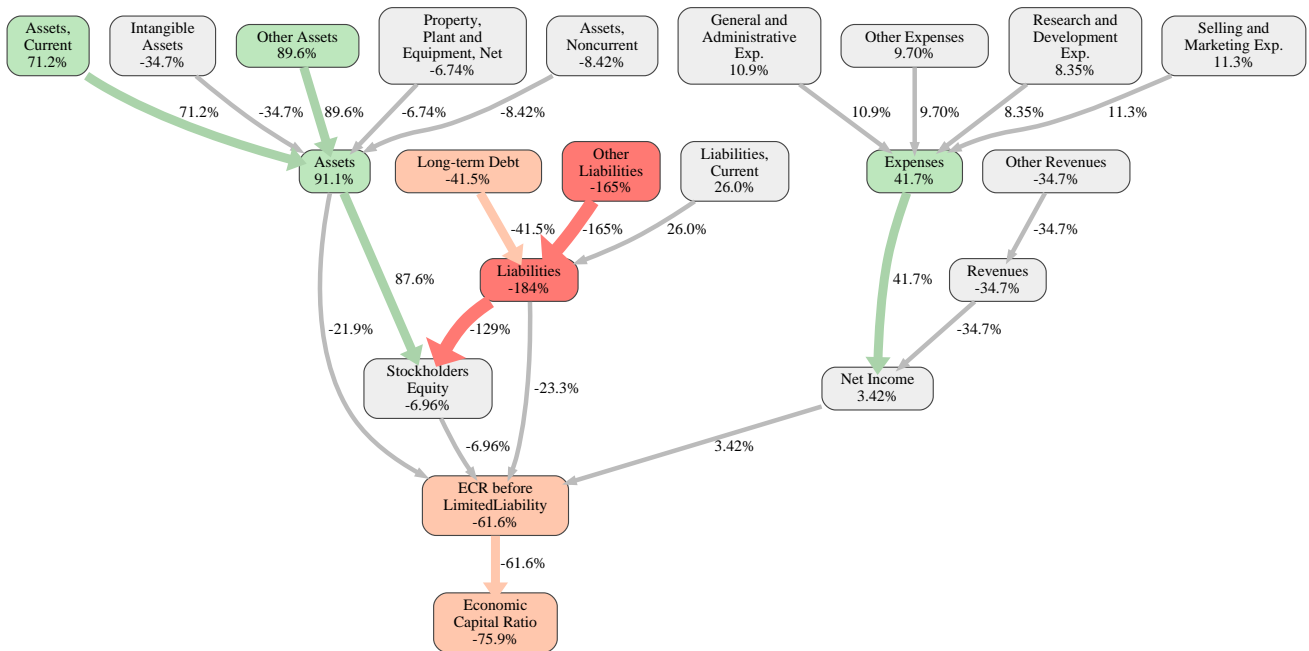 Assets,
Current
71.2%
Intangible
Assets
-34.7%
Other Assets
89.6%
Property,
Plant and
Equipment, Net
-6.74%
Assets,
Noncurrent
-8.42%
General and
Administrative
Exp.
10.9%
Other Expenses
9.70%
Research and
Development
Exp.
8.35%
Selling and
Marketing Exp.
11.3%
71.2%
-34.7%
89.6%
-6.74%
-8.42%
10.9%
9.70%
8.35%
11.3%
Assets
91.1%
Long-term Debt
-41.5%
Other
Liabilities
-165%
Liabilities,
Current
26.0%
Expenses
41.7%
Other Revenues
-34.7%
-41.5%
-165%
26.0%
-34.7%
Liabilities
-184%
Revenues
-34.7%
87.6%
41.7%
-21.9%
-129%
-34.7%
Stockholders
Equity
-6.96%
-23.3%
Net Income
3.42%
-6.96%
3.42%
ECR before
LimitedLiability
-61.6%
-61.6%
Economic
Capital Ratio
-75.9%